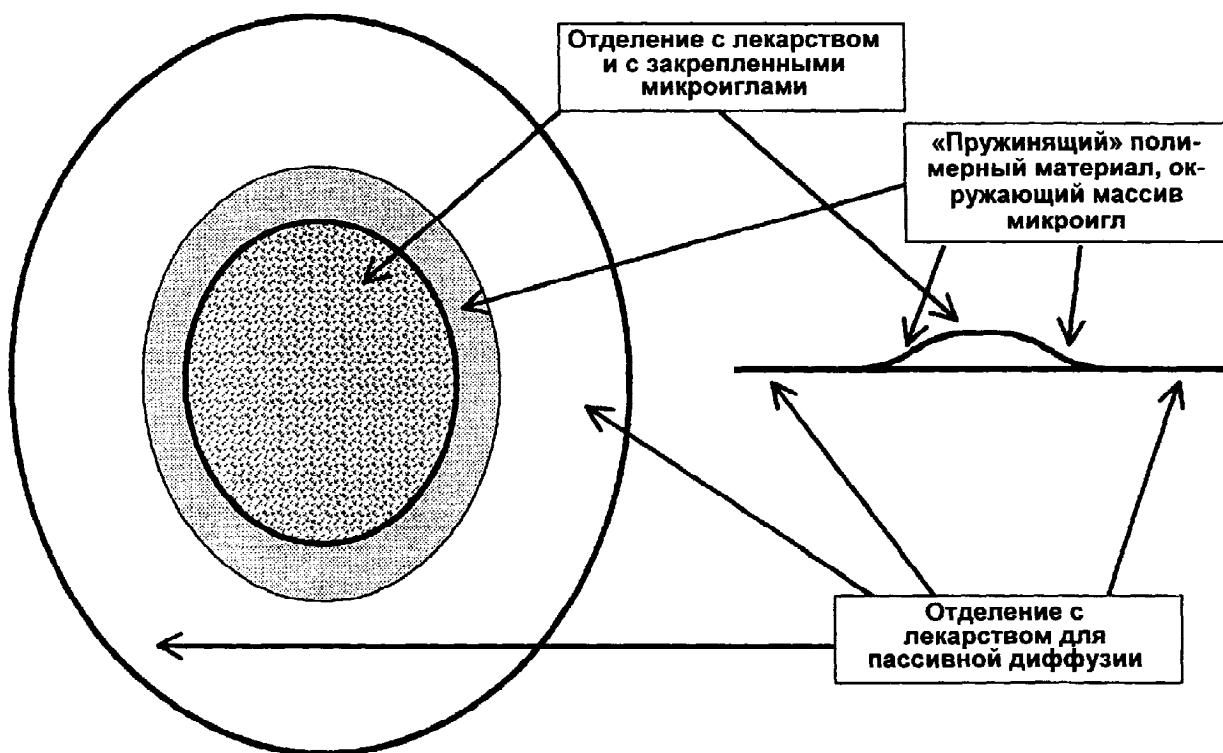 Отделение с лекарством
и с закрепленными
микроиглами
«Пружинящий» поли-
мерный материал, ок-
ружающий массив
микроигл
Отделение с
лекарством для
пассивной диффузии